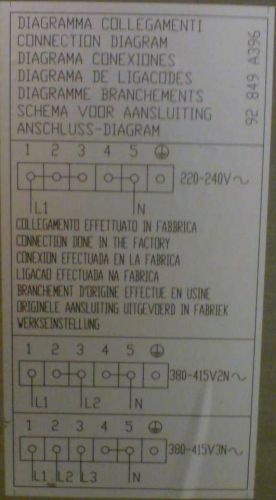 DIAGRAMMA COLLEGAMENTI
CONNECTION DIAGRAM
DIAGRAMA CONEXIONES
DIAGRAMA DE LIGACODES
DIAGRAMME BRANCHEMENTS
SCHEMA VOOR AANSLUITING
ANSCHLUSS-DIAGRAM
92 849 A396
1 2 3 4 5
220-240V~
L1 N
COLLEGAMENTO EFFETTUATO IN FABBRICA
CONNECTION DONE IN THE FACTORY
CONEXION EFECTUADA EN LA FABRICA
LIGACAO EFECTUADA NA FABRICA
BRANCHEMENT D'ORIGINE EFFECTUE EN USINE
ORIGINELE AANSLUITING UITGEVOERD IN FABRIEK
WERKSEINSTELLUNG
1 2 3 4 5
380-415V2N~
L1 L2 N
1 2 3 4 5
380-415V3N~
L1 L2 L3 N